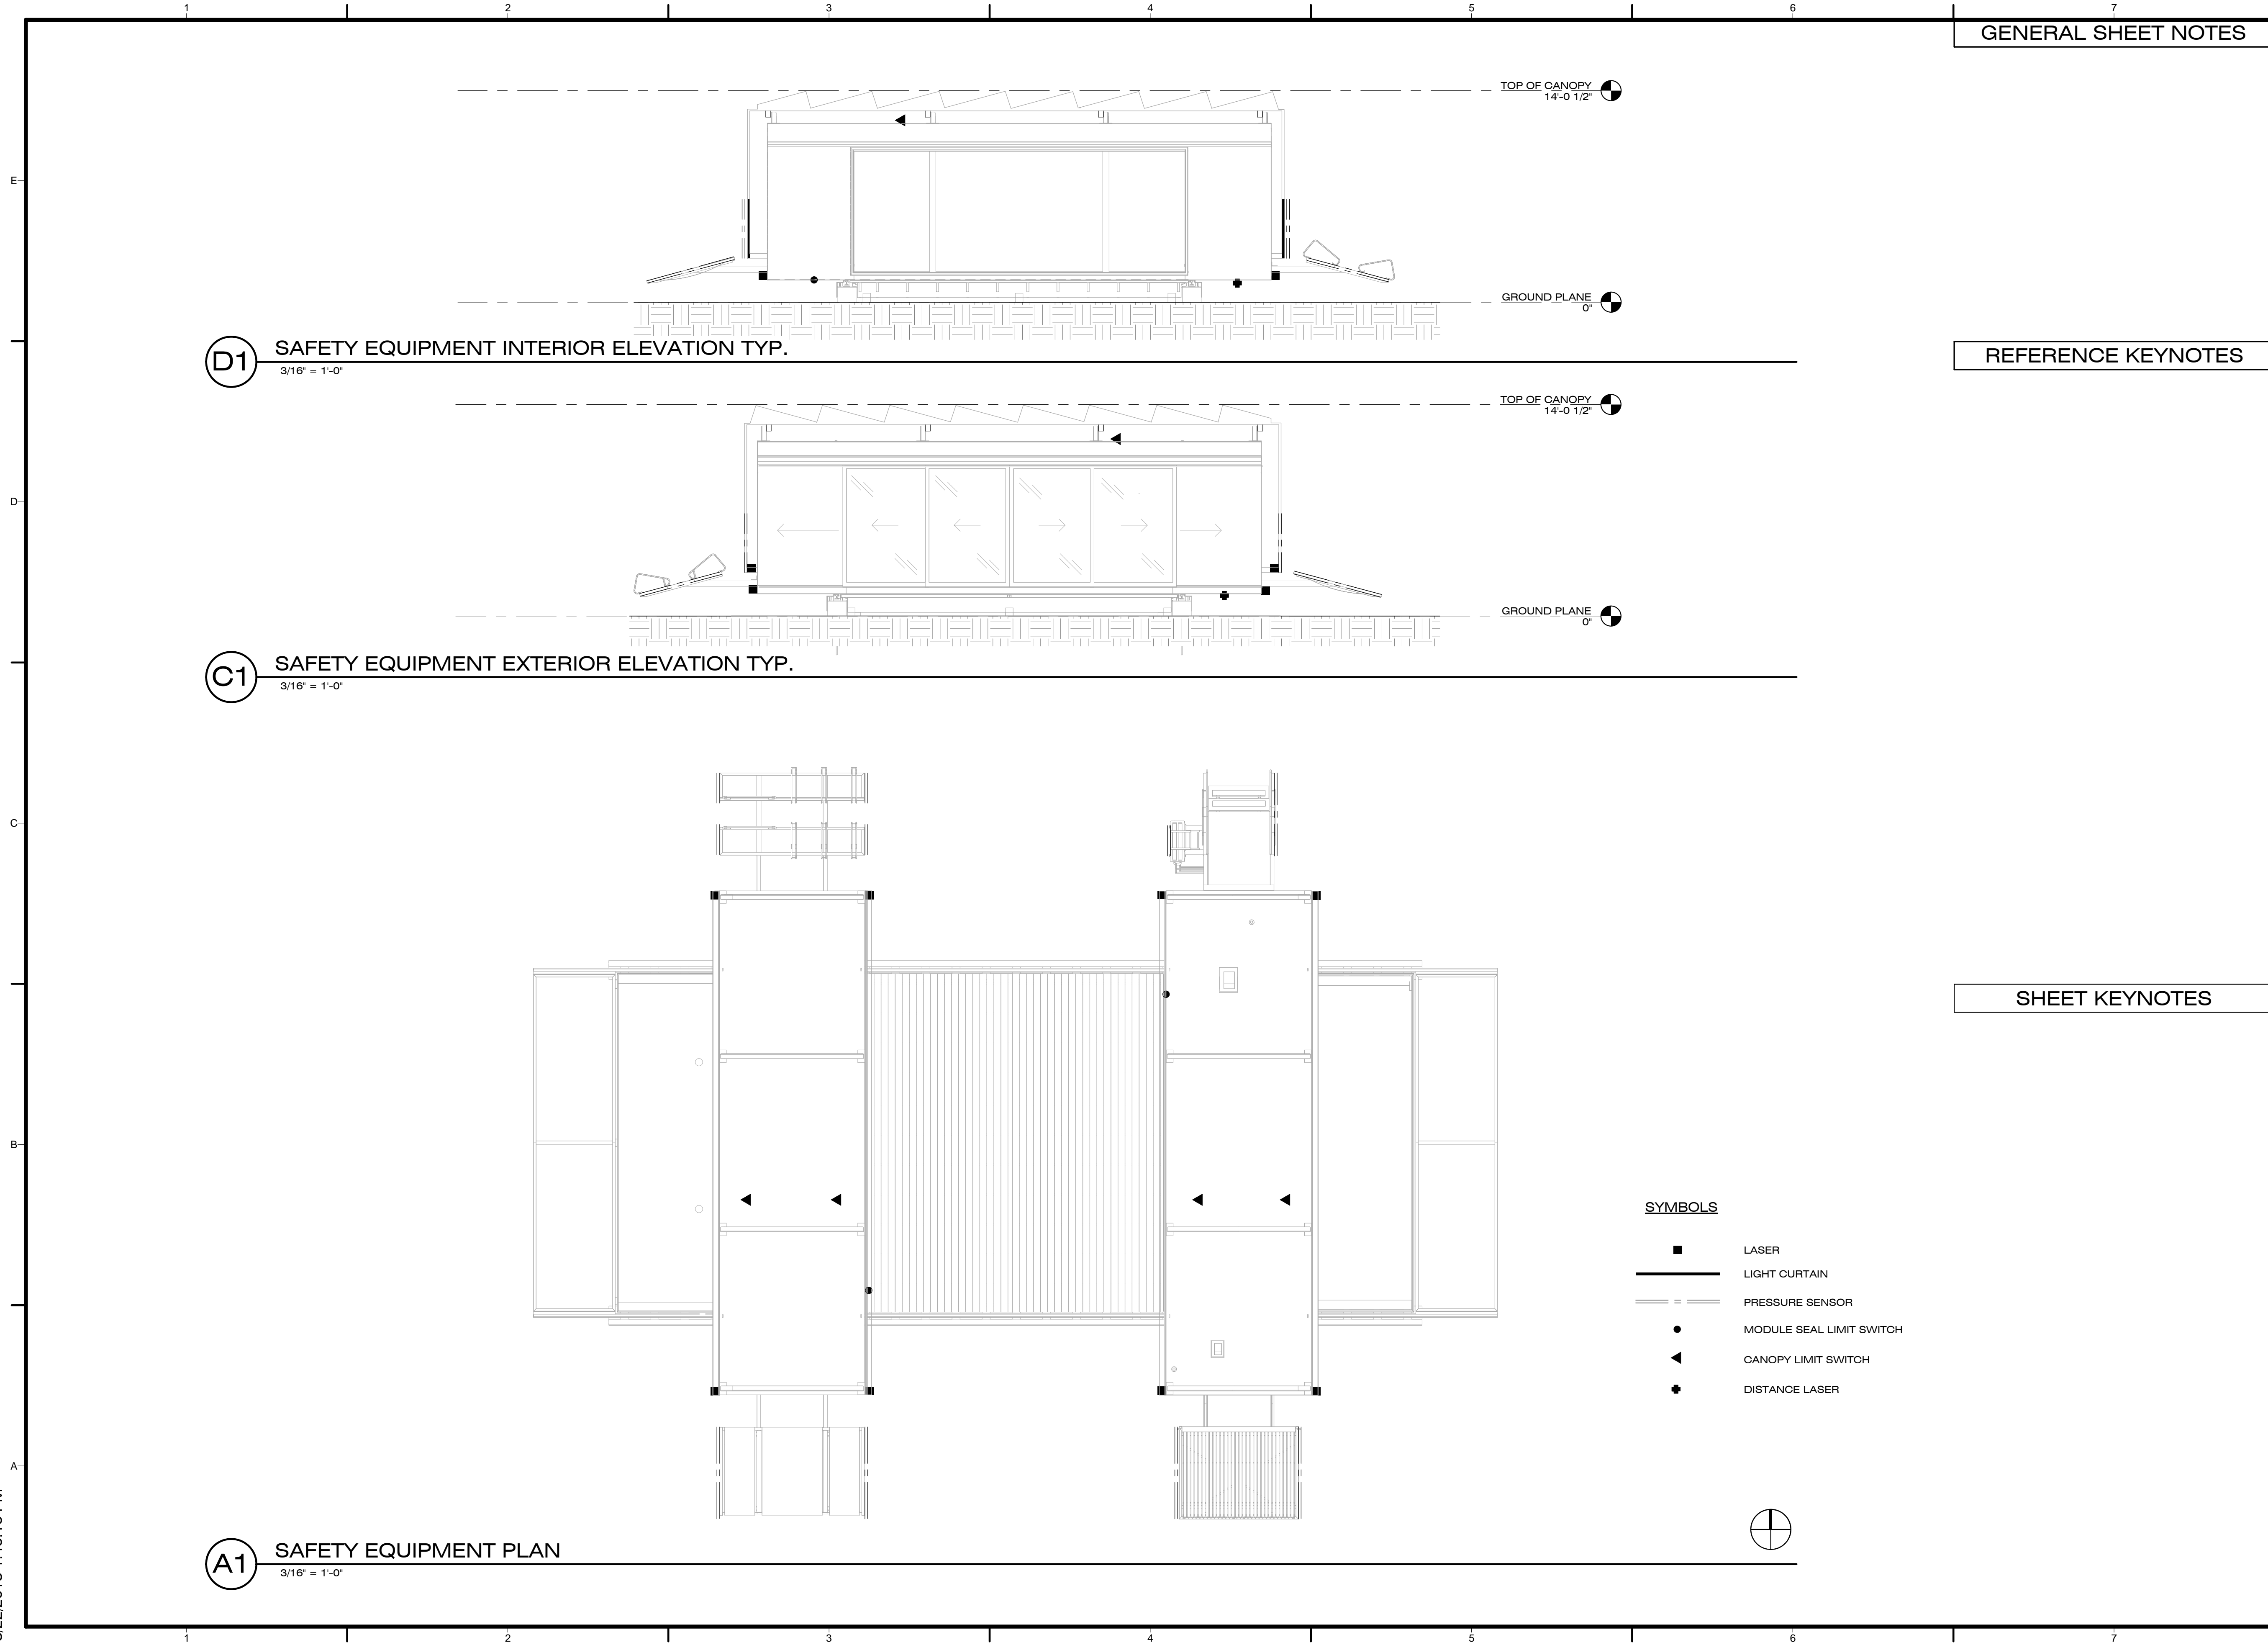 1 2 3 4 5 6 7
GENERAL SHEET NOTES
TOP OF CANOPY
14'-0 1/2"
E
GROUND PLANE
0"
D1 SAFETY EQUIPMENT INTERIOR ELEVATION TYP.
3/16" = 1'-0"
REFERENCE KEYNOTES
TOP OF CANOPY
14'-0 1/2"
D
GROUND PLANE
0"
C1 SAFETY EQUIPMENT EXTERIOR ELEVATION TYP.
3/16" = 1'-0"
C
SHEET KEYNOTES
B
SYMBOLS
LASER
LIGHT CURTAIN
PRESSURE SENSOR
MODULE SEAL LIMIT SWITCH
CANOPY LIMIT SWITCH
DISTANCE LASER
A
A1 SAFETY EQUIPMENT PLAN
3/16" = 1'-0"
1 2 3 4 5 6 7